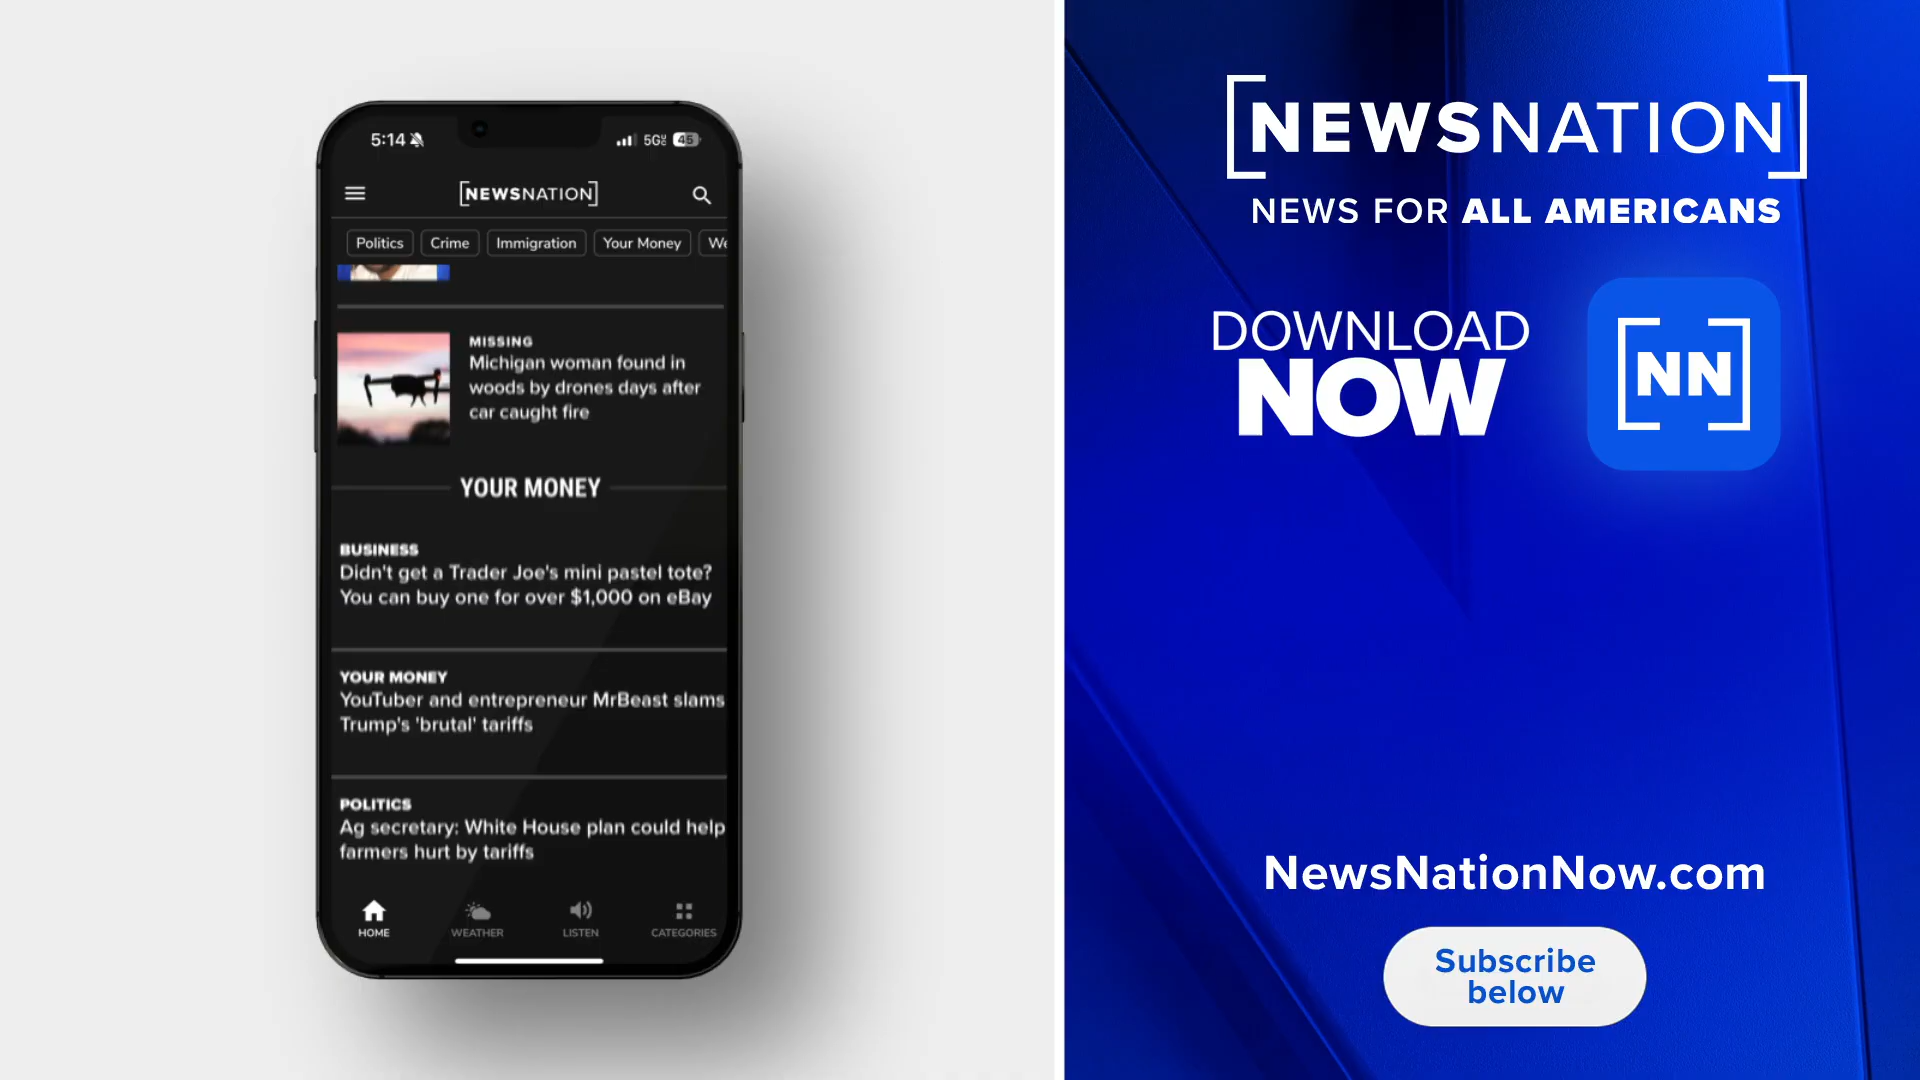 5:14
5G
45
[NEWSNATION]
Politics
Crime
Immigration
Your Money
We
MISSING
Michigan woman found in
woods by drones days after
car caught fire
YOUR MONEY
BUSINESS
Didn't get a Trader Joe's mini pastel tote?
You can buy one for over $1,000 on eBay
YOUR MONEY
YouTuber and entrepreneur MrBeast slams
Trump's 'brutal' tariffs
POLITICS
Ag secretary: White House plan could help
farmers hurt by tariffs
HOME
WEATHER
LISTEN
CATEGORIES
[NEWSNATION]
NEWS FOR ALL AMERICANS
DOWNLOAD
NOW
[NN]
NewsNationNow.com
Subscribe
below